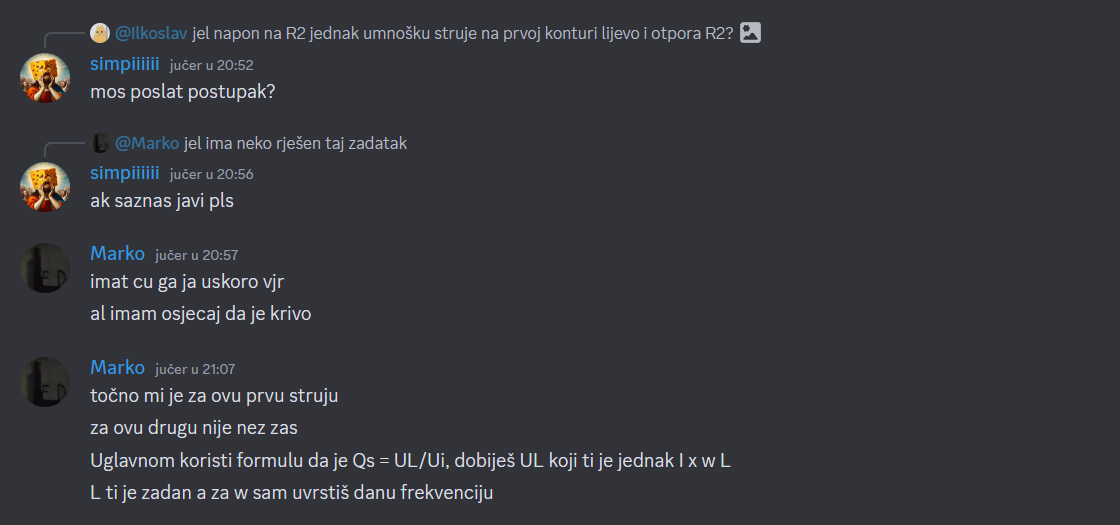 @Ilkoslav jel napon na R2 jednak umnošku struje na prvoj konturi lijevo i otpora R2?
simpiiiiii jučer u 20:52
mos poslat postupak?
@Marko jel ima neko rješen taj zadatak
simpiiiiii jučer u 20:56
ak saznas javi pls
Marko jučer u 20:57
imat cu ga ja uskoro vjr
al imam osjecaj da je krivo
Marko jučer u 21:07
točno mi je za ovu prvu struju
za ovu drugu nije nez zas
Uglavnom koristi formulu da je Qs = UL/Ui, dobiješ UL koji ti je jednak I x w L
L ti je zadan a za w sam uvrstiš danu frekvenciju